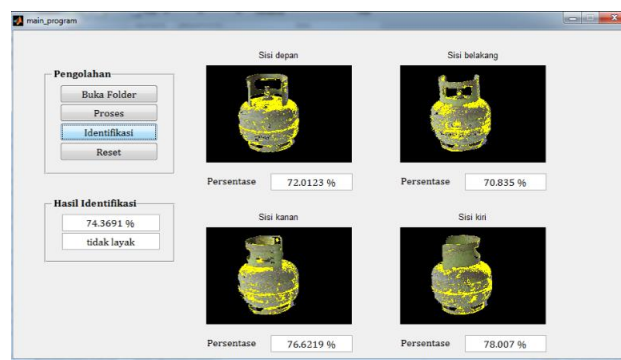 main_program
Pengolahan
Buka Folder
Proses
Identifikasi
Reset
Hasil Identifikasi
74.3691 %
tidak layak
Sisi depan
Persentase 72.0123 %
Sisi belakang
Persentase 70.835 %
Sisi kanan
Persentase 76.6219 %
Sisi kiri
Persentase 78.007 %